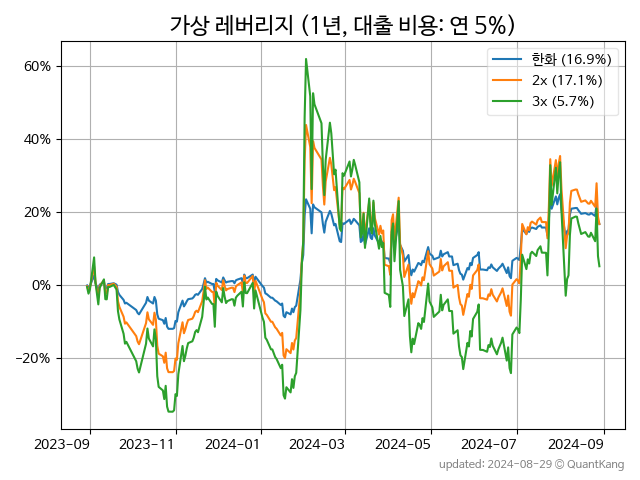 가상 레버리지 (1년, 대출 비용: 연 5%)
한화 (16.9%)
2x (17.1%)
3x (5.7%)
60%
40%
20%
0%
−20%
2023-09
2023-11
2024-01
2024-03
2024-05
2024-07
2024-09
updated: 2024-08-29 © QuantKang